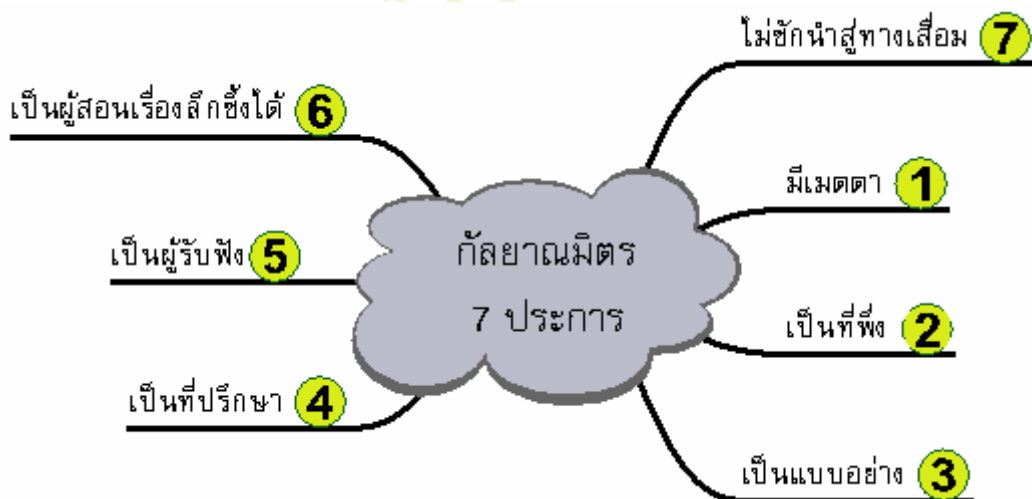 กัลยาณมิตร
7 ประการ
มีเมตตา 1
เป็นที่พึ่ง 2
เป็นแบบอย่าง 3
เป็นที่ปรึกษา 4
เป็นผู้รับฟัง 5
เป็นผู้สอนเรื่องลึกซึ้งได้ 6
ไม่ชักนำสู่ทางเสื่อม 7